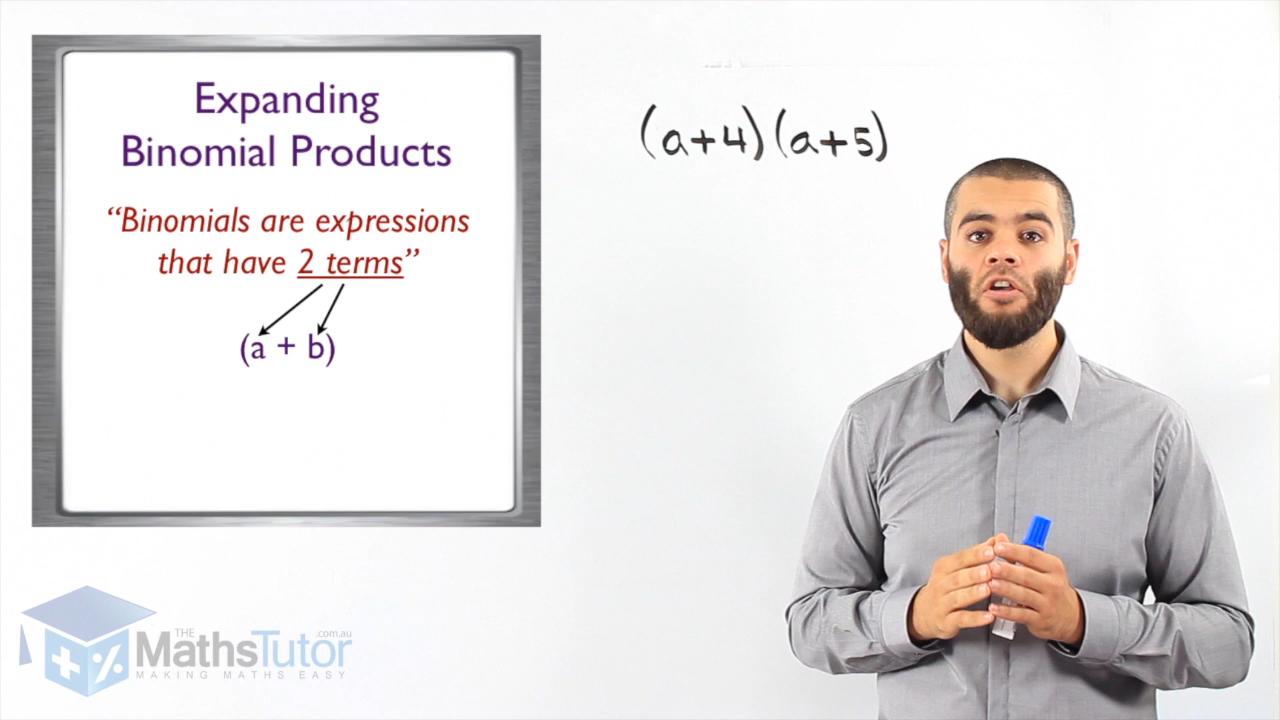 Expanding
Binomial Products
“Binomials are expressions
that have 2 terms”
(a + b)
(a+4)(a+5)
THE
MathsTutor.com.au
MAKING MATHS EASY